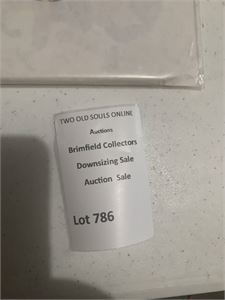 TWO OLD SOULS ONLINE
Auctions
Brimfield Collectors
Downsizing Sale
Auction Sale
Lot 786